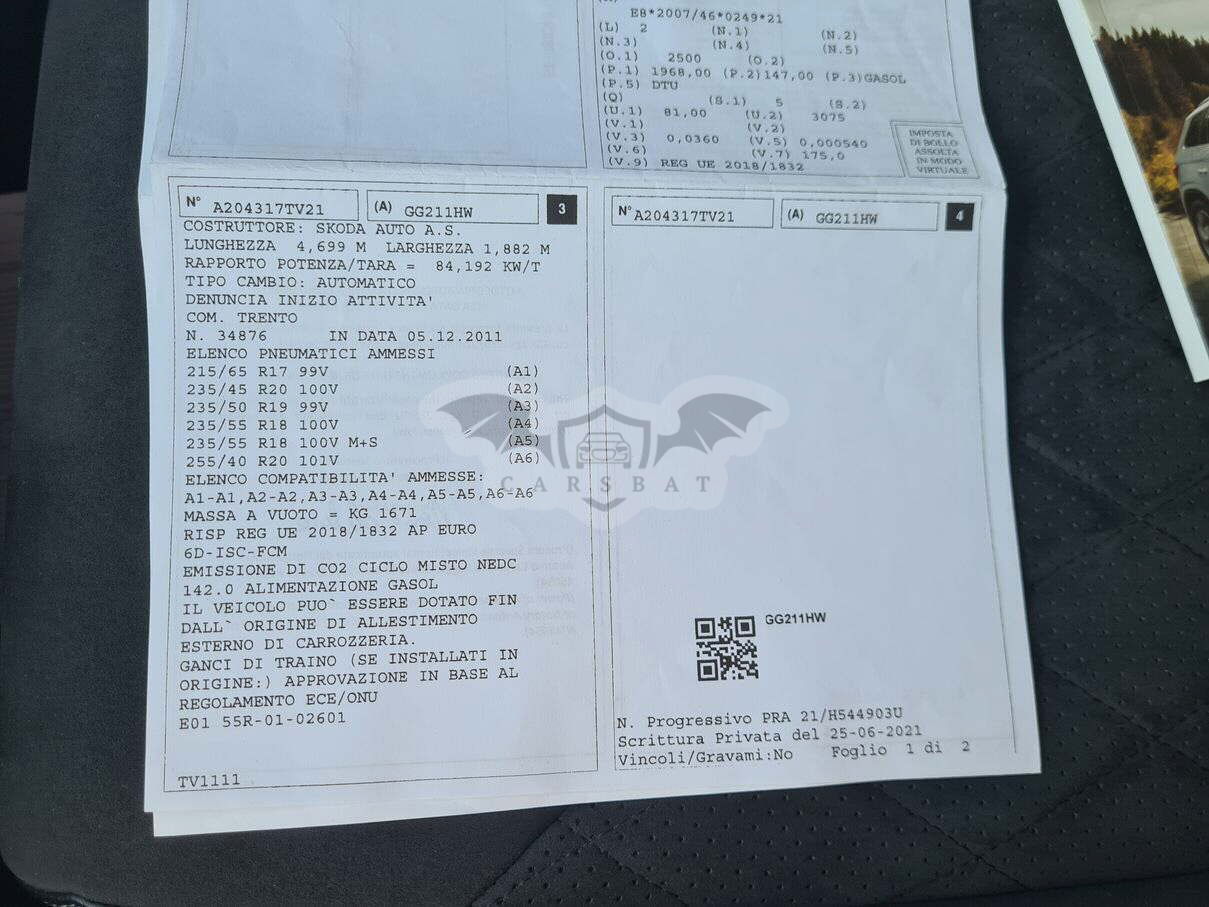 E8*2007/46*0249*21
(L) 2 (N.1) (N.2)
(N.3) (N.4) (N.5)
(O.1) 2500 (O.2)
(P.1) 1968,00 (P.2)147,00 (P.3)GASOL
(P.5) DTU
(Q) (S.1) 5 (S.2)
(U.1) 81,00 (U.2) 3075
(V.1) (V.2)
(V.3) 0,0360 (V.5) 0,000540
(V.6) (V.7) 175,0
(V.9) REG UE 2018/1832
IMPOSTA
DI BOLLO
ASSOLTA
IN MODO
VIRTUALE
N° A204317TV21 (A) GG211HW 3
COSTRUTTORE: SKODA AUTO A.S.
LUNGHEZZA 4,699 M LARGHEZZA 1,882 M
RAPPORTO POTENZA/TARA = 84,192 KW/T
TIPO CAMBIO: AUTOMATICO
DENUNCIA INIZIO ATTIVITA'
COM. TRENTO
N. 34876 IN DATA 05.12.2011
ELENCO PNEUMATICI AMMESSI
215/65 R17 99V (A1)
235/45 R20 100V (A2)
235/50 R19 99V (A3)
235/55 R18 100V (A4)
235/55 R18 100V M+S (A5)
255/40 R20 101V (A6)
ELENCO COMPATIBILITA' AMMESSE:
A1-A1,A2-A2,A3-A3,A4-A4,A5-A5,A6-A6
MASSA A VUOTO = KG 1671
RISP REG UE 2018/1832 AP EURO
6D-ISC-FCM
EMISSIONE DI CO2 CICLO MISTO NEDC
142.0 ALIMENTAZIONE GASOL
IL VEICOLO PUO` ESSERE DOTATO FIN
DALL` ORIGINE DI ALLESTIMENTO
ESTERNO DI CARROZZERIA.
GANCI DI TRAINO (SE INSTALLATI IN
ORIGINE:) APPROVAZIONE IN BASE AL
REGOLAMENTO ECE/ONU
E01 55R-01-02601
TV1111
N° A204317TV21 (A) GG211HW 4
CARSBAT
GG211HW
N. Progressivo PRA 21/H544903U
Scrittura Privata del 25-06-2021
Vincoli/Gravami:No Foglio 1 di 2